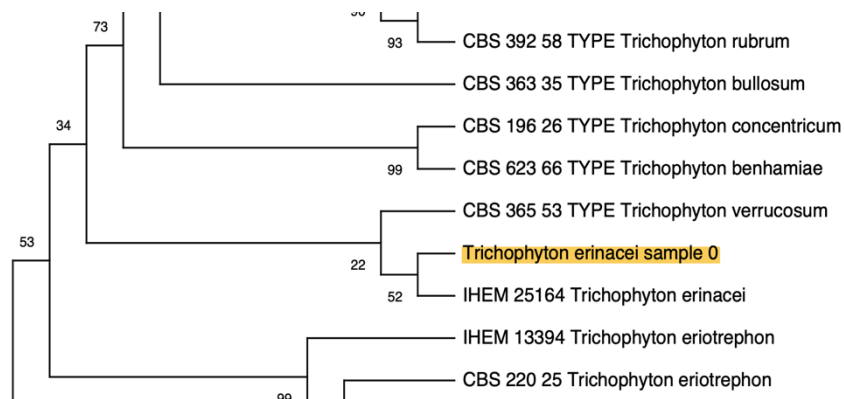 73
93
CBS 392 58 TYPE Trichophyton rubrum
CBS 363 35 TYPE Trichophyton bullosum
34
CBS 196 26 TYPE Trichophyton concentricum
99
CBS 623 66 TYPE Trichophyton benhamiae
CBS 365 53 TYPE Trichophyton verrucosum
53
Trichophyton erinacei sample 0
22
52
IHEM 25164 Trichophyton erinacei
IHEM 13394 Trichophyton eriotrephon
CBS 220 25 Trichophyton eriotrephon